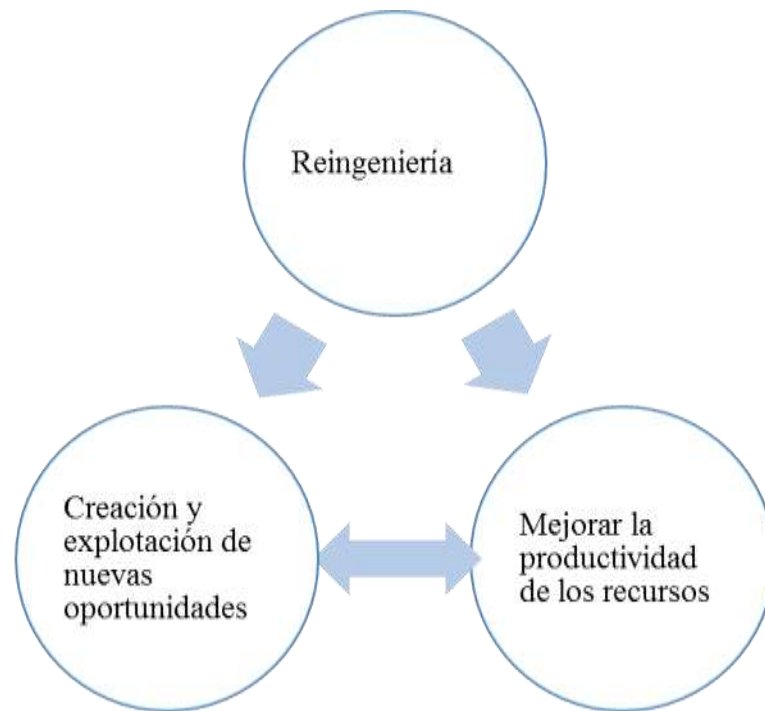 Reingeniería
Creación y
explotación de
nuevas
oportunidades
Mejorar la
productividad
de los recursos